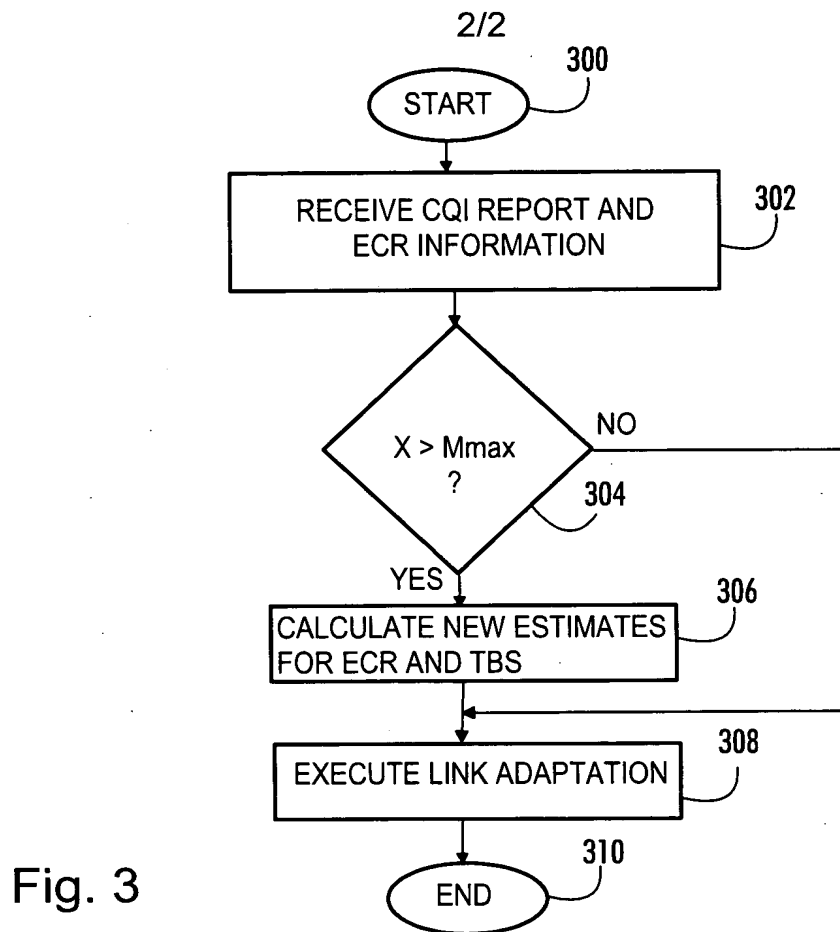 2/2
300
START
302
RECEIVE CQI REPORT AND
ECR INFORMATION
NO
X > Mmax
?
304
YES
306
CALCULATE NEW ESTIMATES
FOR ECR AND TBS
308
EXECUTE LINK ADAPTATION
310
END
Fig. 3